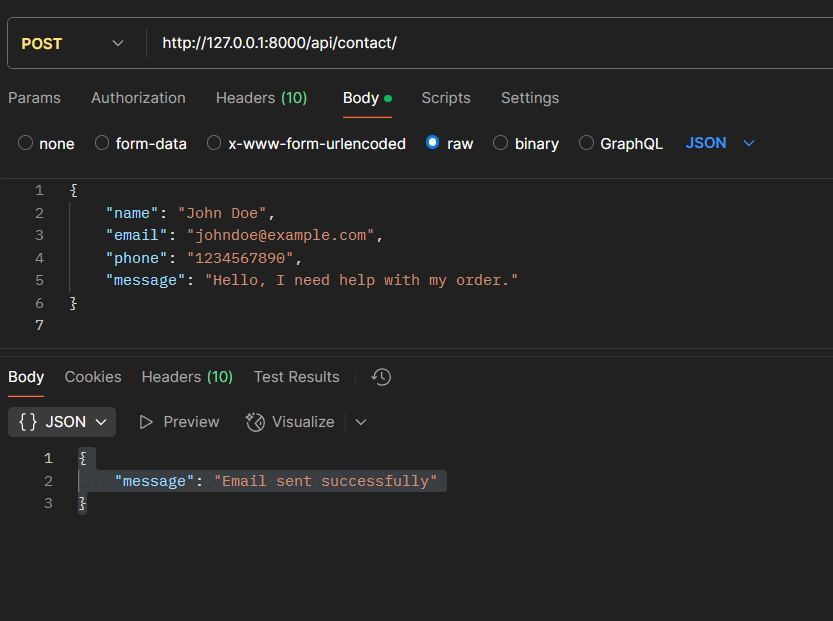 POST http://127.0.0.1:8000/api/contact/
Params Authorization Headers (10) Body Scripts Settings
none form-data x-www-form-urlencoded raw binary GraphQL JSON
1 {
2 "name": "John Doe",
3 "email": "johndoe@example.com",
4 "phone": "1234567890",
5 "message": "Hello, I need help with my order."
6 }
7
Body Cookies Headers (10) Test Results
{} JSON Preview Visualize
1 {
2 "message": "Email sent successfully"
3 }